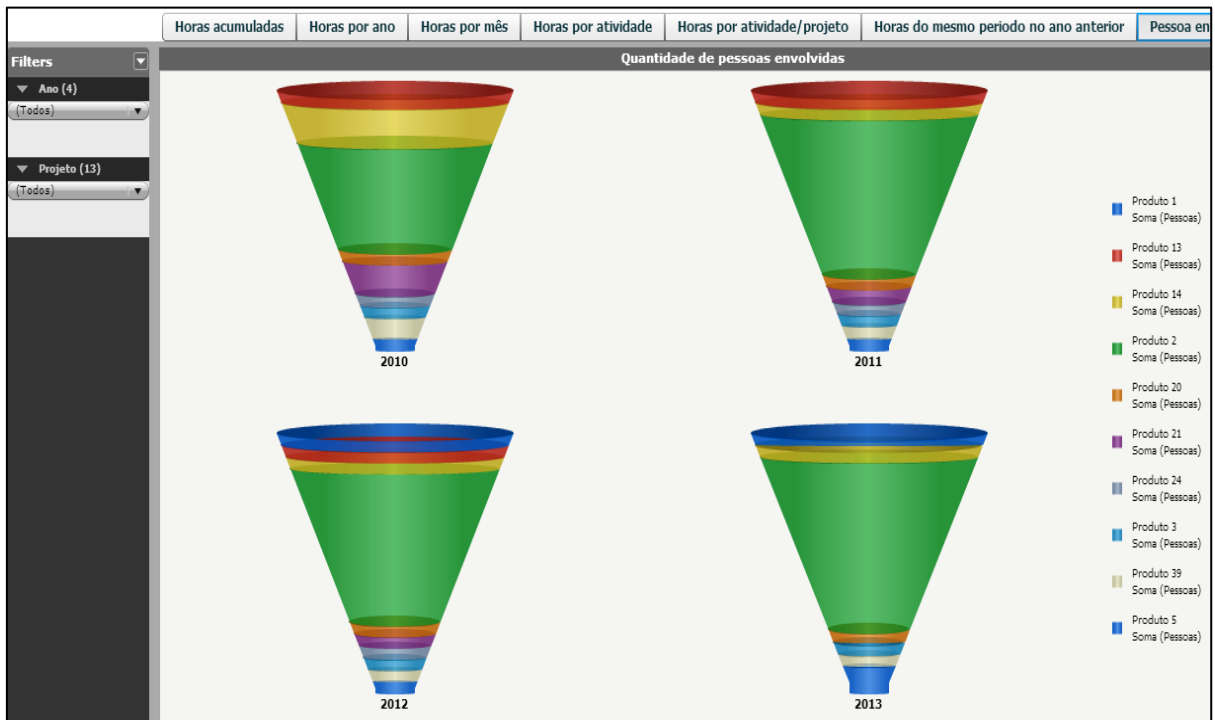 Horas acumuladas
Horas por ano
Horas por mês
Horas por atividade
Horas por atividade/projeto
Horas do mesmo periodo no ano anterior
Pessoa en
Filters
Quantidade de pessoas envolvidas
Ano (4)
(Todos)
Projeto (13)
(Todos)
2010
2011
2012
2013
Produto 1
Soma (Pessoas)
Produto 13
Soma (Pessoas)
Produto 14
Soma (Pessoas)
Produto 2
Soma (Pessoas)
Produto 20
Soma (Pessoas)
Produto 21
Soma (Pessoas)
Produto 24
Soma (Pessoas)
Produto 3
Soma (Pessoas)
Produto 39
Soma (Pessoas)
Produto 5
Soma (Pessoas)